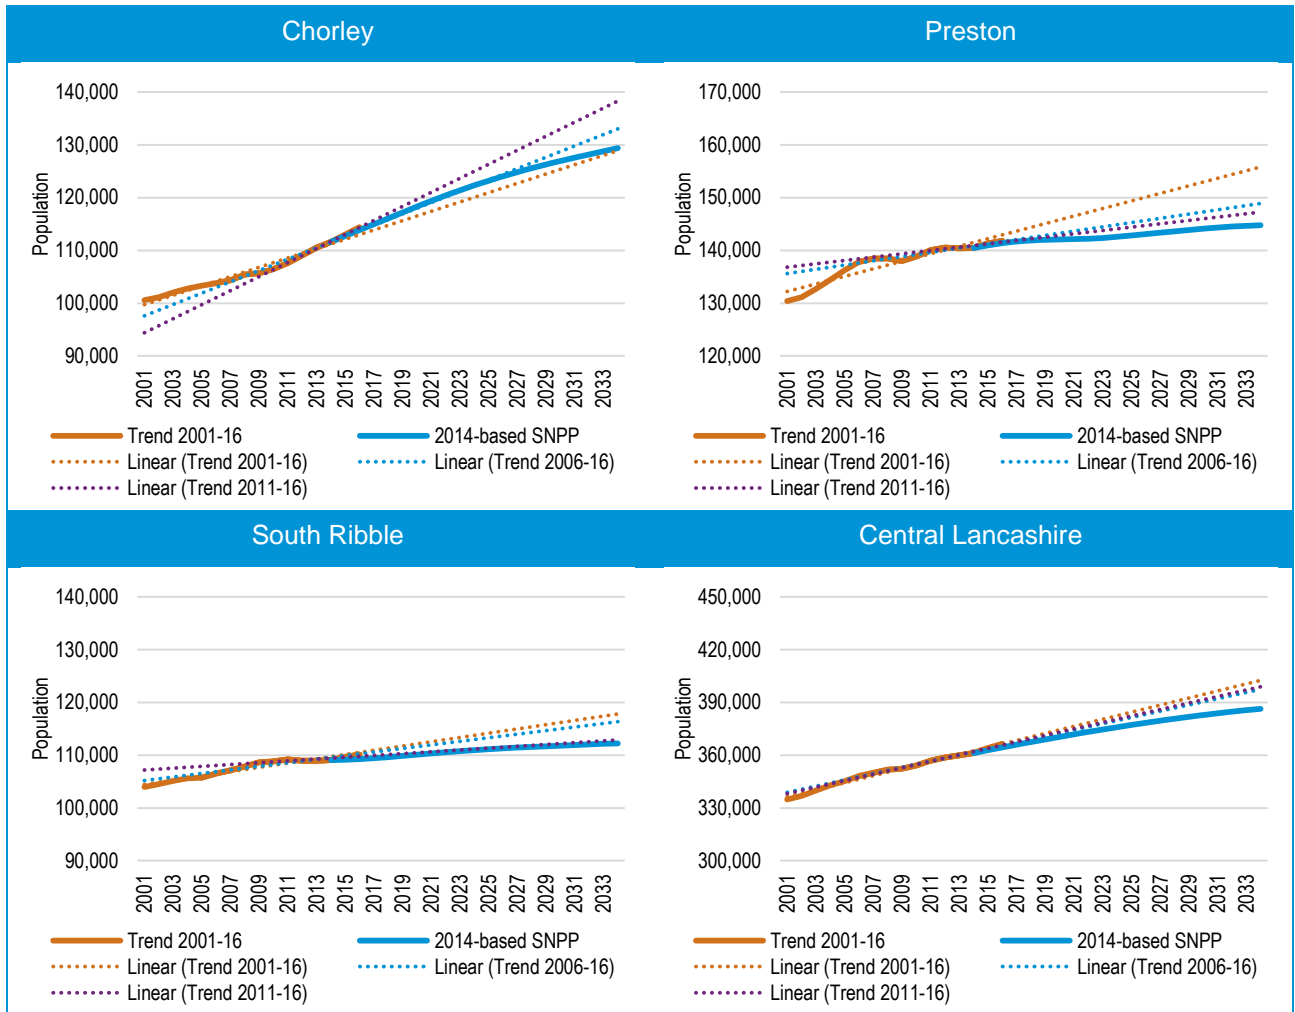 Chorley
Preston
140,000
130,000
120,000
110,000
100,000
90,000
Population
2001 2003 2005 2007 2009 2011 2013 2015 2017 2019 2021 2023 2025 2027 2029 2031 2033
Trend 2001-16
2014-based SNPP
Linear (Trend 2001-16)
Linear (Trend 2006-16)
Linear (Trend 2011-16)
170,000
160,000
150,000
140,000
130,000
120,000
Population
2001 2003 2005 2007 2009 2011 2013 2015 2017 2019 2021 2023 2025 2027 2029 2031 2033
Trend 2001-16
2014-based SNPP
Linear (Trend 2001-16)
Linear (Trend 2006-16)
Linear (Trend 2011-16)
South Ribble
Central Lancashire
140,000
130,000
120,000
110,000
100,000
90,000
Population
2001 2003 2005 2007 2009 2011 2013 2015 2017 2019 2021 2023 2025 2027 2029 2031 2033
Trend 2001-16
2014-based SNPP
Linear (Trend 2001-16)
Linear (Trend 2006-16)
Linear (Trend 2011-16)
450,000
420,000
390,000
360,000
330,000
300,000
Population
2001 2003 2005 2007 2009 2011 2013 2015 2017 2019 2021 2023 2025 2027 2029 2031 2033
Trend 2001-16
2014-based SNPP
Linear (Trend 2001-16)
Linear (Trend 2006-16)
Linear (Trend 2011-16)